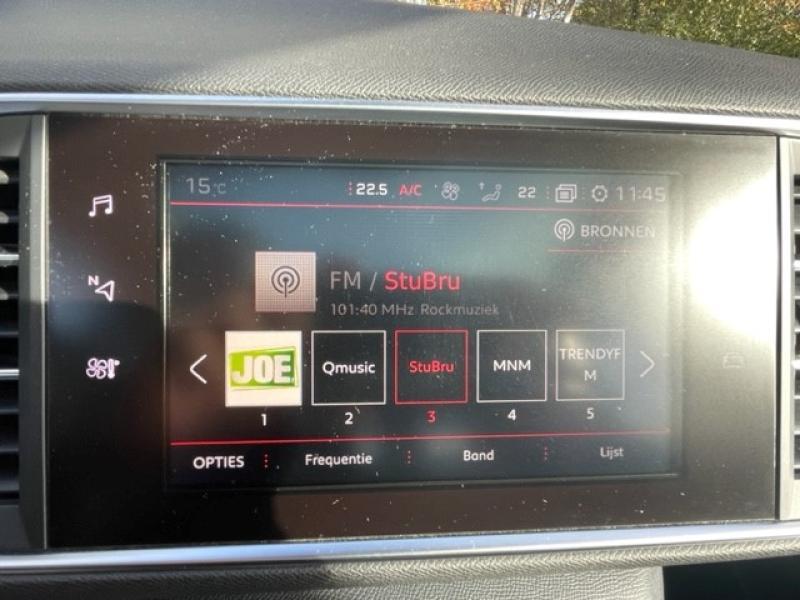 15°C 22.5 A/C 22 11:45
N
BRONNEN
FM / StuBru
101.40 MHz Rockmuziek
JOE Qmusic StuBru MNM TRENDYF
M
1 2 3 4 5
OPTIES Frequentie Band Lijst